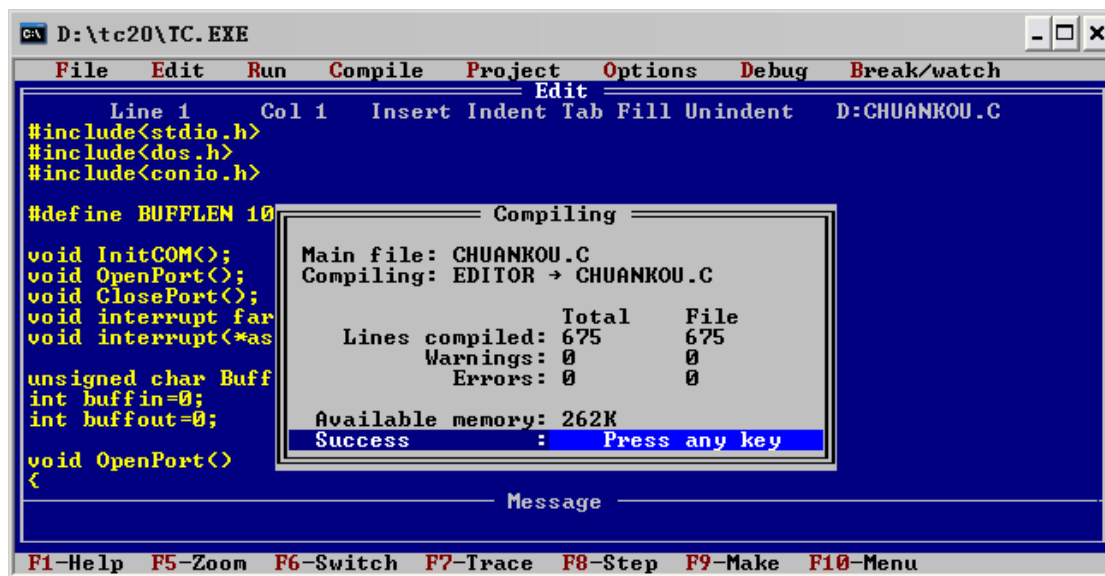 D:\tc20\TC.EXE
File Edit Run Compile Project Options Debug Break/watch
Edit
Line 1 Col 1 Insert Indent Tab Fill Unindent D:CHUANKOU.C
#include<stdio.h>
#include<dos.h>
#include<conio.h>
#define BUFFLEN 10
void InitCOM();
void OpenPort();
void ClosePort();
void interrupt far
void interrupt(*as
unsigned char Buff
int buffin=0;
int buffout=0;
void OpenPort()
{
Compiling
Main file: CHUANKOU.C
Compiling: EDITOR → CHUANKOU.C
Total File
Lines compiled: 675 675
Warnings: 0 0
Errors: 0 0
Available memory: 262K
Success : Press any key
Message
F1-Help F5-Zoom F6-Switch F7-Trace F8-Step F9-Make F10-Menu